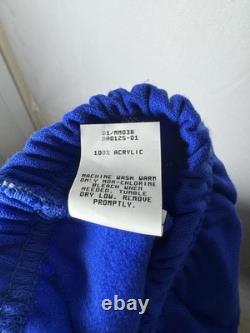 01/MM038
BA0125-01
100% ACRYLIC
MACHINE WASH WARM
ONLY NON-CHLORINE
BLEACH WHEN
NEEDED. TUMBLE
DRY LOW. REMOVE
PROMPTLY.